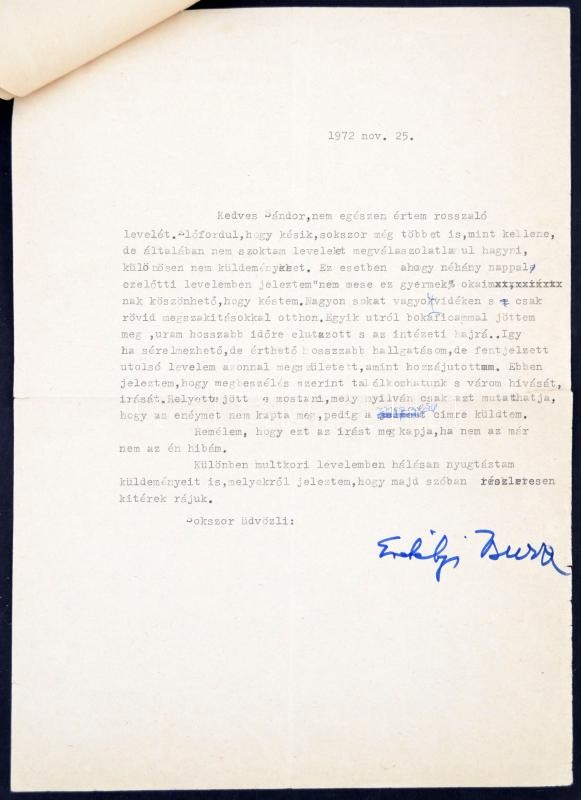 1972 nov. 25.
Kedves Sándor,nem egészen értem rosszaló
levelét.Előfordul,hogy késik,sokszor még többet is,mint kellene,
de általában nem szoktam leveleket megválaszolatlanul hagyni,
különösen nem küldeményeket. Ez esetben ahogy néhány nappal
ezelőtti levelemben jeleztem"nem mese ez gyermek" okaim
nak köszönhető,hogy késtem.Nagyon sokat vagyok vidéken s csak
rövid megszakitásokkal otthon.Egyik utról bokaficammal jöttem
meg ,uram hosszabb időre elutazott s az intézeti hajrá..Igy
ha sérelmezhető,de érthető hosszabb hallgatásom,de fentjelzett
utolsó levelem azonnal megszületett,amint hozzájutottam. Ebben
jeleztem,hogy megbeszélés szerint találkozhatunk s várom hivását,
irását.Helyette jött e mostani,mely nyilván csak azt mutathatja,
hogy az enyémet nem kapta meg,pedig a cimre küldtem.
Remélem, hogy ezt az irást megkapja,ha nem az már
nem az én hibám.
Különben multkori levelemben hálásan nyugtáztam
küldeményeit is,melyekről jeleztem,hogy majd szóban részletesen
kitérek rájuk.
Sokszor üdvözli: